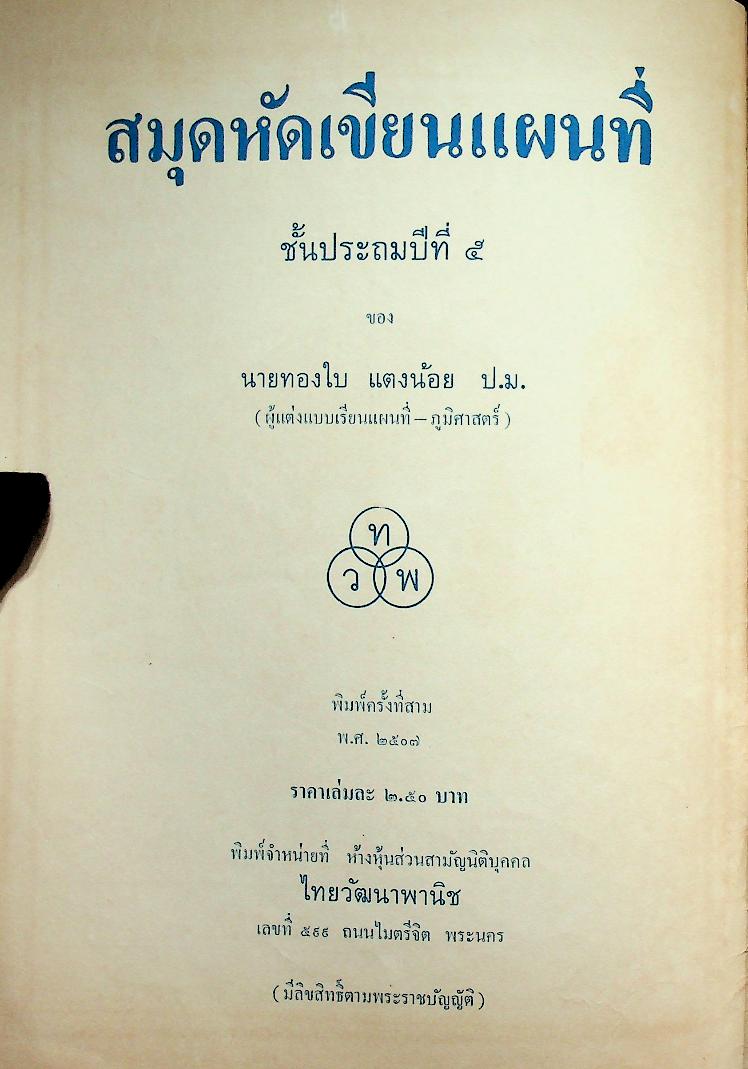 สมุดหัดเขียนแผนที่
ชั้นประถมปีที่ ๕
ของ
นายทองใบ แตงน้อย ป.ม.
(ผู้แต่งแบบเรียนแผนที่ – ภูมิศาสตร์)
ท
ว พ
พิมพ์ครั้งที่สาม
พ.ศ. ๒๕๐๗
ราคาเล่มละ ๒.๕๐ บาท
พิมพ์จำหน่ายที่ ห้างหุ้นส่วนสามัญนิติบุคคล
ไทยวัฒนาพานิช
เลขที่ ๕๙๙ ถนนไมตรีจิต พระนคร
(มีลิขสิทธิ์ตามพระราชบัญญัติ)